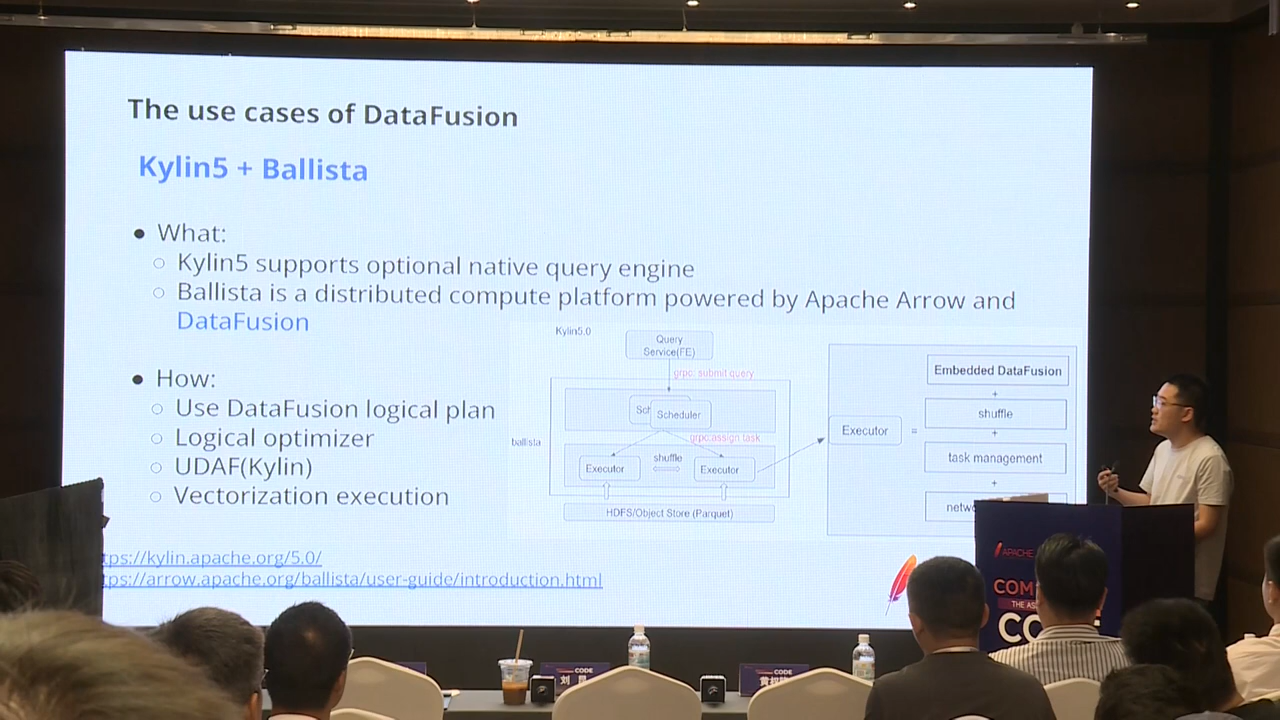 The use cases of DataFusion
Kylin5 + Ballista
● What:
○ Kylin5 supports optional native query engine
○ Ballista is a distributed compute platform powered by Apache Arrow and
DataFusion
● How:
○ Use DataFusion logical plan
○ Logical optimizer
○ UDAF(Kylin)
○ Vectorization execution
Kylin5.0
Query
Service(FE)
grpc: submit query
Scheduler
grpc:assign task
ballista
Executor
shuffle
Executor
HDFS/Object Store (Parquet)
Executor
=
Embedded DataFusion
+
shuffle
+
task management
+
tps://kylin.apache.org/5.0/
tps://arrow.apache.org/ballista/user-guide/introduction.html
APACHE
THE
CODE
CODE